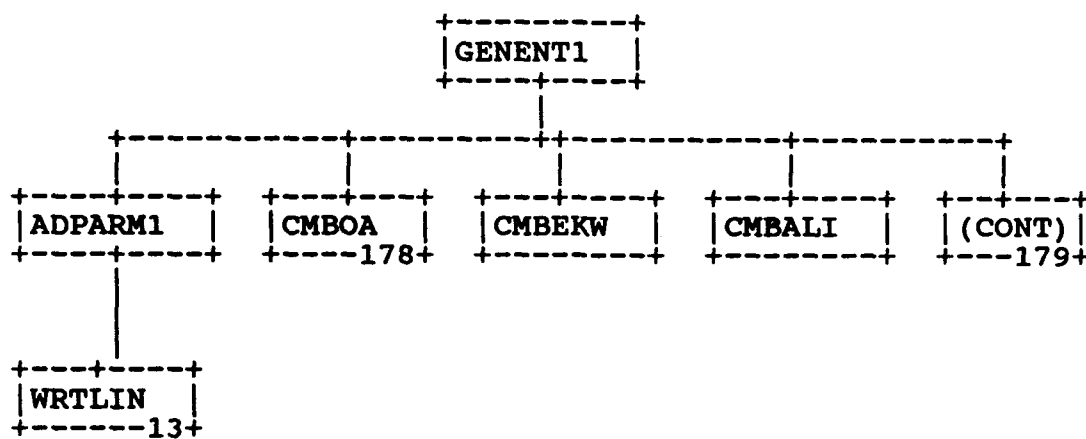 GENENT1
ADPARM1 CMBOA CMBEKW CMBALI (CONT)
178 179
WRTLIN
13